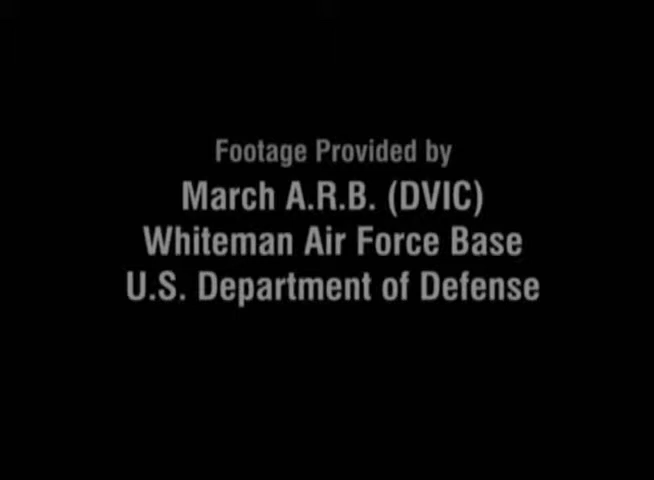 Footage Provided by
March A.R.B. (DVIC)
Whiteman Air Force Base
U.S. Department of Defense